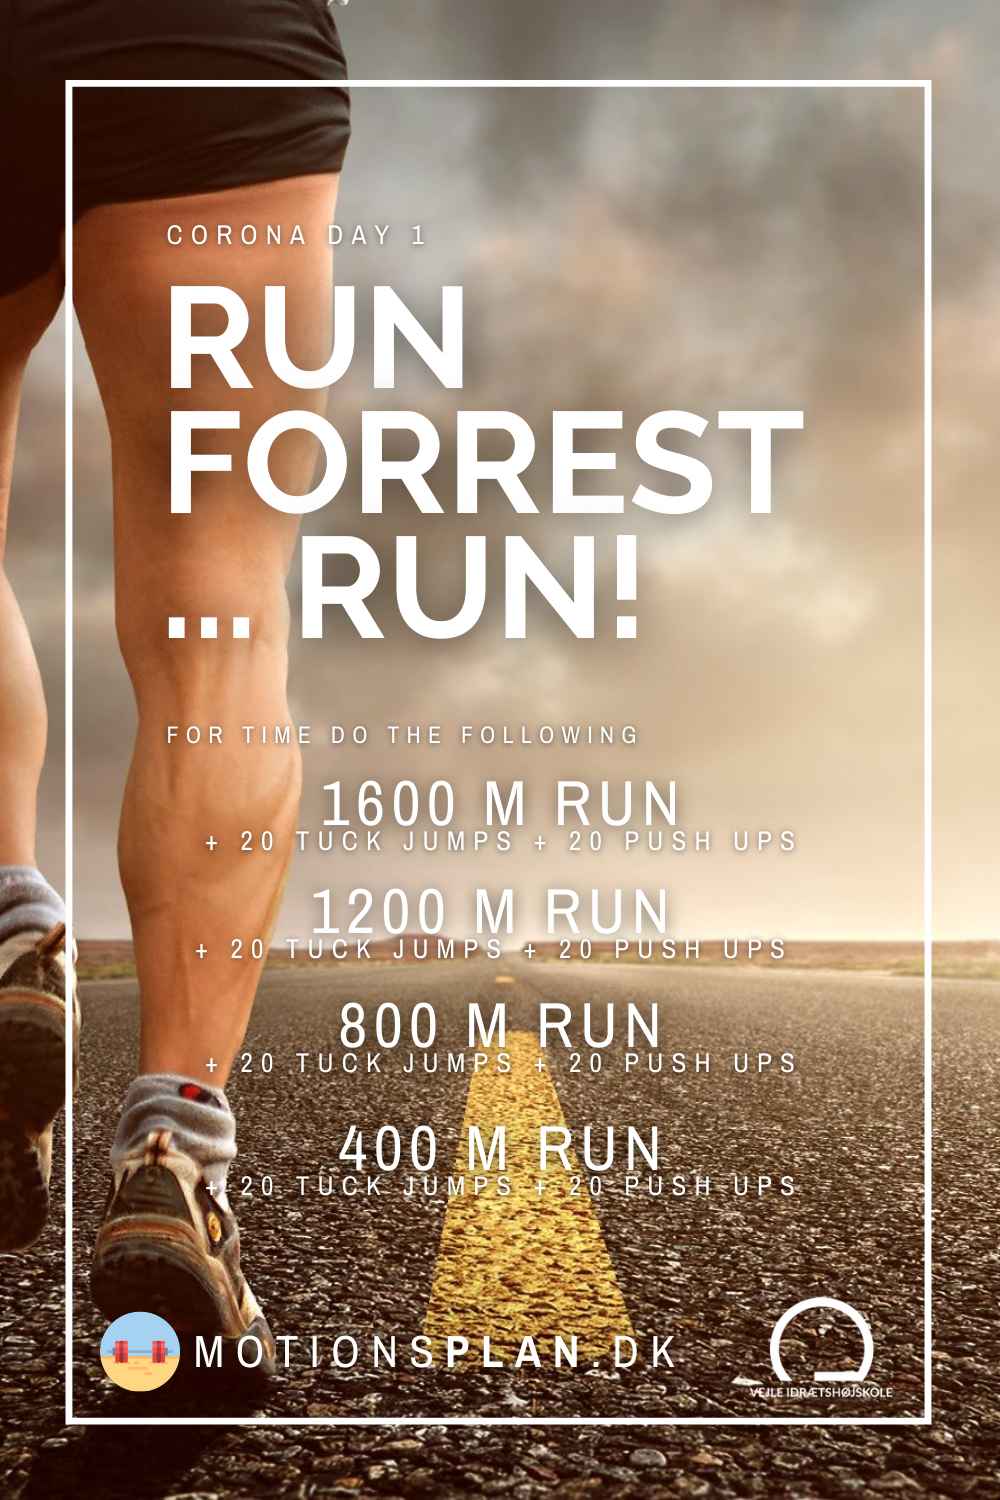 CORONA DAY 1
RUN
FORREST
... RUN!
FOR TIME DO THE FOLLOWING
1600 M RUN
+ 20 TUCK JUMPS + 20 PUSH UPS
1200 M RUN
+ 20 TUCK JUMPS + 20 PUSH UPS
800 M RUN
+ 20 TUCK JUMPS + 20 PUSH UPS
400 M RUN
+ 20 TUCK JUMPS + 20 PUSH UPS
MOTIONSPLAN.DK
VEJLE IDRÆTSHØJSKOLE